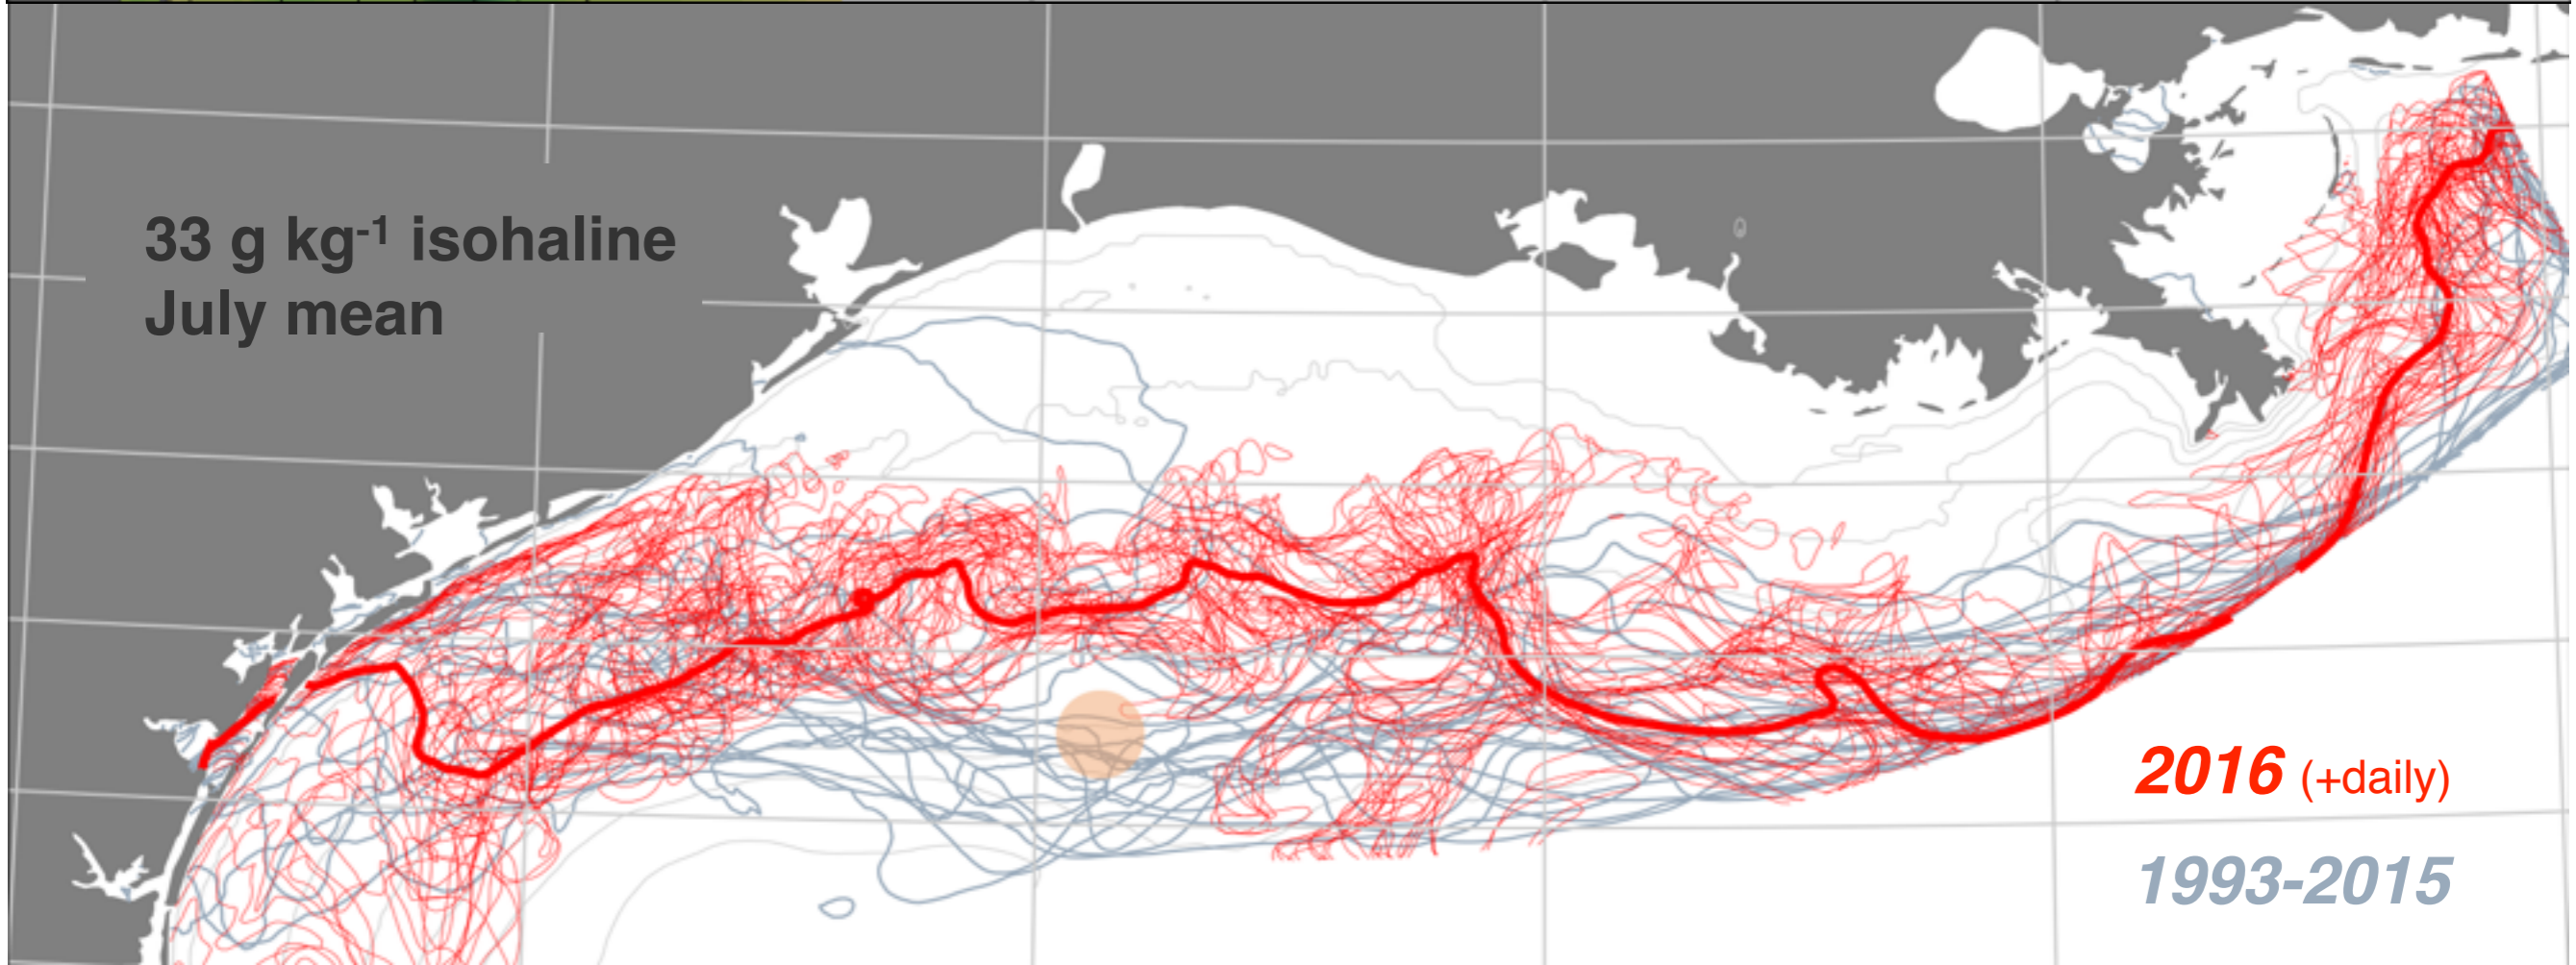 33 g kg⁻¹ isohaline
July mean
2016 (+daily)
1993-2015